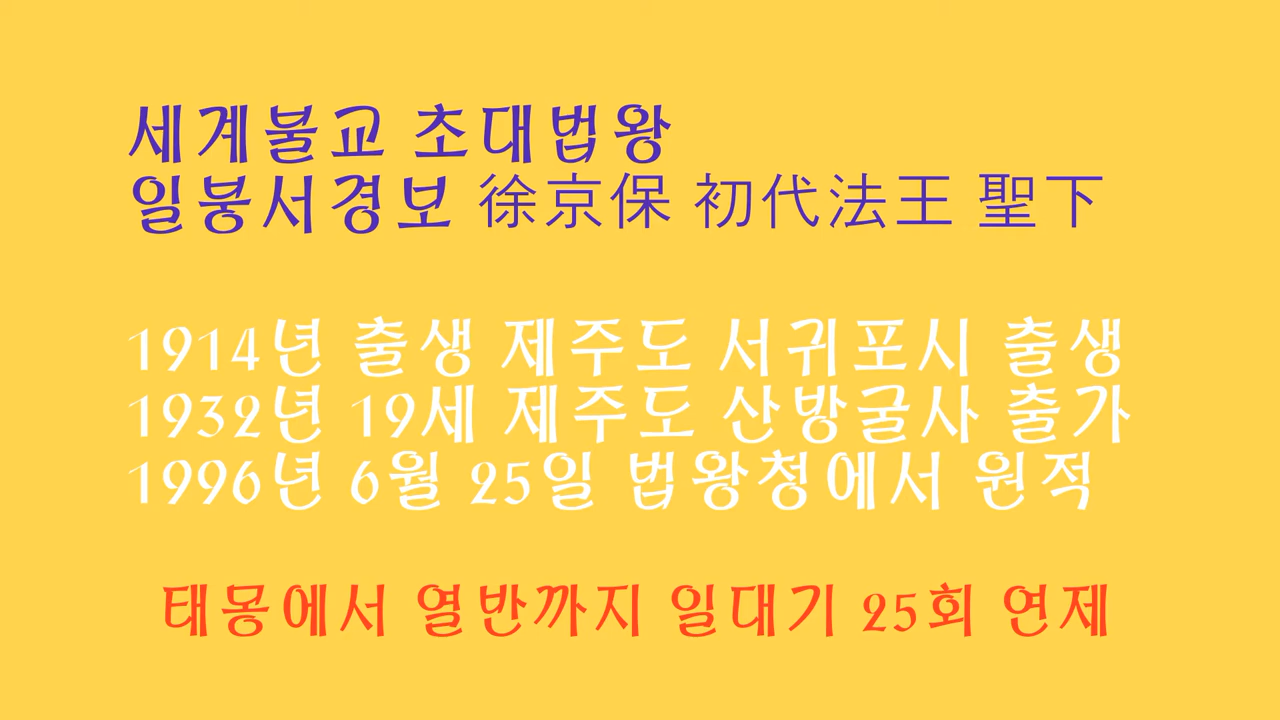 세계불교 초대법왕
일붕서경보 徐京保 初代法王 聖下
1914년 출생 제주도 서귀포시 출생
1932년 19세 제주도 산방굴사 출가
1996년 6월 25일 법왕청에서 원적
태몽에서 열반까지 일대기 25회 연제